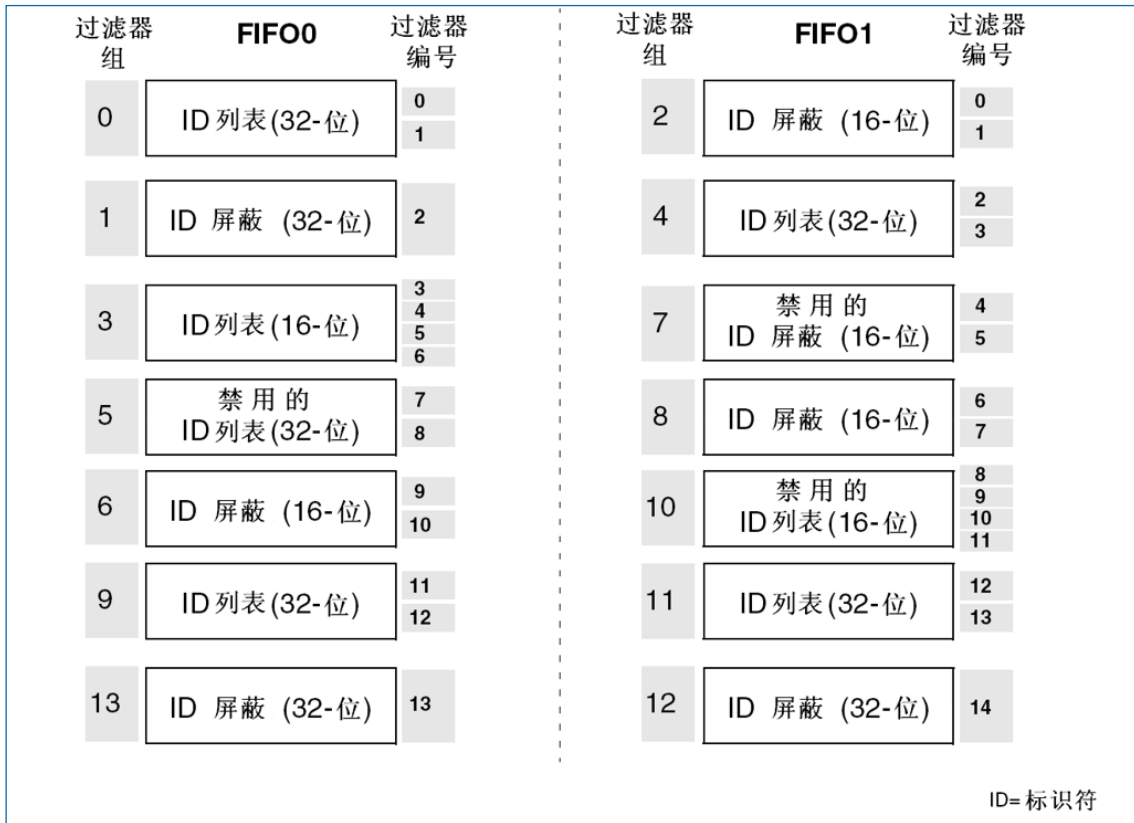 过滤器
组
FIFO0
过滤器
编号
0
ID列表(32-位)
0
1
1
ID 屏蔽 (32-位)
2
3
ID列表(16-位)
3
4
5
6
5
禁用的
ID列表(32-位)
7
8
6
ID 屏蔽 (16-位)
9
10
9
ID列表(32-位)
11
12
13
ID 屏蔽 (32-位)
13
过滤器
组
FIFO1
过滤器
编号
2
ID 屏蔽 (16-位)
0
1
4
ID列表(32-位)
2
3
7
禁用的
ID 屏蔽 (16-位)
4
5
8
ID 屏蔽 (16-位)
6
7
10
禁用的
ID列表(16-位)
8
9
10
11
11
ID列表(32-位)
12
13
12
ID 屏蔽 (32-位)
14
ID=标识符